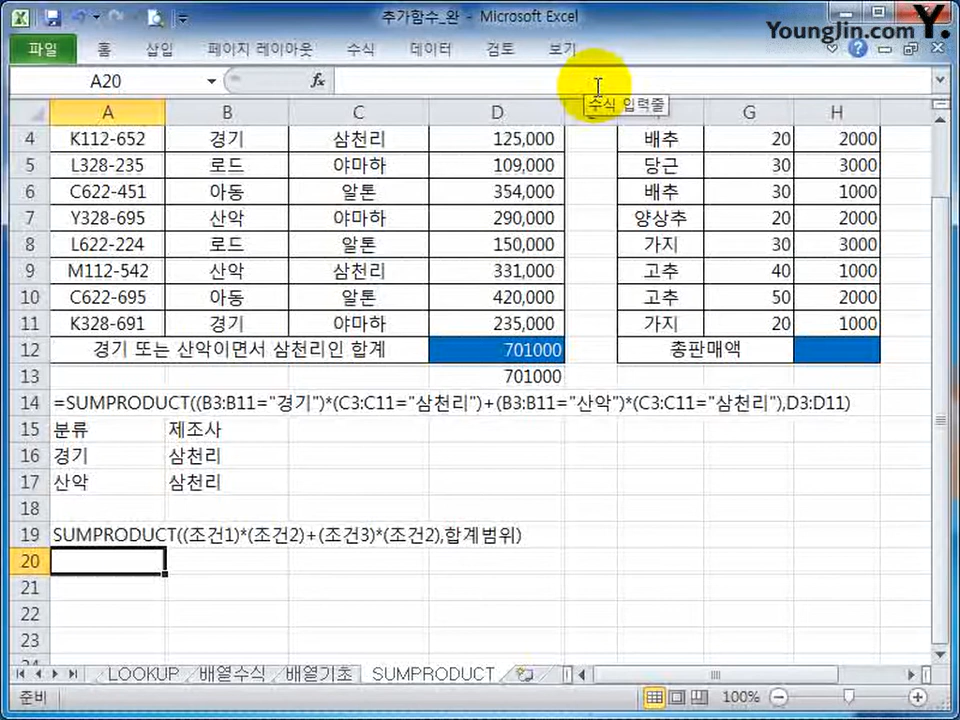 추가함수_완 - Microsoft Excel
Younglin.com Y.
파일 홈 삽입 페이지 레이아웃 수식 데이터 검토 보기
A20 fx
수식 입력줄
A B C D G H
4 K112-652 경기 삼천리 125,000 배추 20 2000
5 L328-235 로드 야마하 109,000 당근 30 3000
6 C622-451 아동 알톤 354,000 배추 30 1000
7 Y328-695 산악 야마하 290,000 양상추 20 2000
8 L622-224 로드 알톤 150,000 가지 30 3000
9 M112-542 산악 삼천리 331,000 고추 40 1000
10 C622-695 아동 알톤 420,000 고추 50 2000
11 K328-691 경기 야마하 235,000 가지 20 1000
12 경기 또는 산악이면서 삼천리인 합계 701000 총판매액
13 701000
14 =SUMPRODUCT((B3:B11="경기")*(C3:C11="삼천리")+(B3:B11="산악")*(C3:C11="삼천리"),D3:D11)
15 분류 제조사
16 경기 삼천리
17 산악 삼천리
18
19 SUMPRODUCT((조건1)*(조건2)+(조건3)*(조건2),합계범위)
20
21
22
23
LOOKUP 배열수식 배열기초 SUMPRODUCT
준비 100%